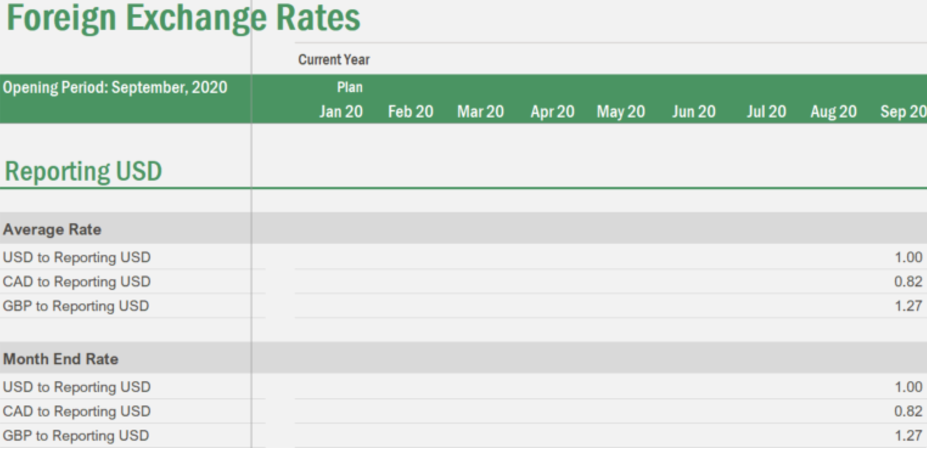 Foreign Exchange Rates
Current Year
Opening Period: September, 2020 Plan
Jan 20 Feb 20 Mar 20 Apr 20 May 20 Jun 20 Jul 20 Aug 20 Sep 20
Reporting USD
Average Rate
USD to Reporting USD 1.00
CAD to Reporting USD 0.82
GBP to Reporting USD 1.27
Month End Rate
USD to Reporting USD 1.00
CAD to Reporting USD 0.82
GBP to Reporting USD 1.27